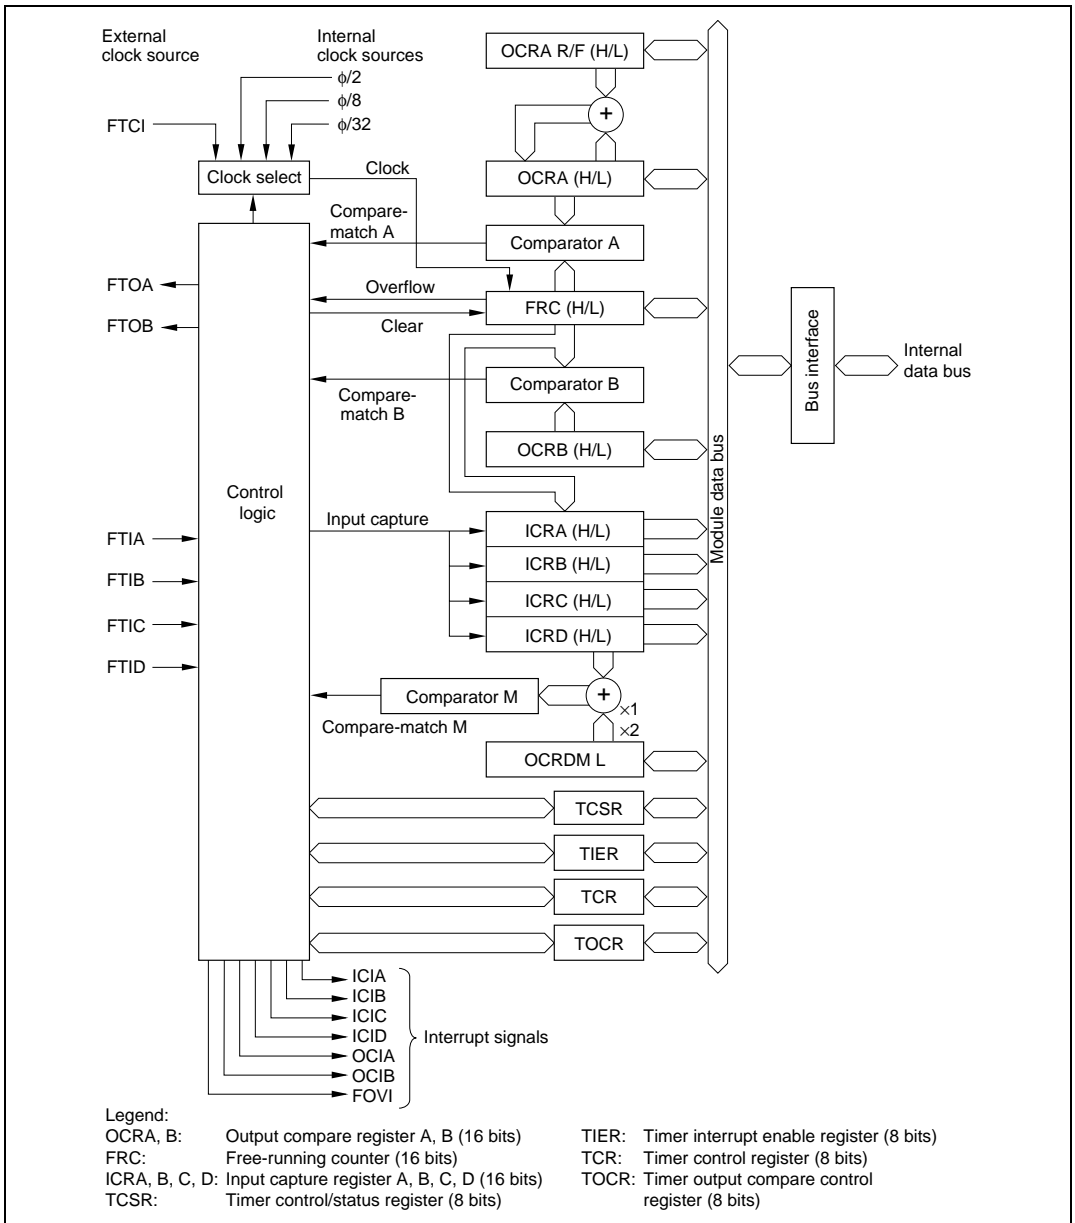 External
clock source
Internal
clock sources
ϕ/2
ϕ/8
ϕ/32
FTCI
Clock select
Clock
OCRA R/F (H/L)
+
OCRA (H/L)
Compare-
match A
Comparator A
FTOA
FTOB
Overflow
Clear
FRC (H/L)
Compare-
match B
Comparator B
OCRB (H/L)
Module data bus
Bus interface
Internal
data bus
Control
logic
Input capture
FTIA
FTIB
FTIC
FTID
ICRA (H/L)
ICRB (H/L)
ICRC (H/L)
ICRD (H/L)
Comparator M
Compare-match M
+
×1
×2
OCRDM L
TCSR
TIER
TCR
TOCR
ICIA
ICIB
ICIC
ICID
OCIA
OCIB
FOVI
Interrupt signals
Legend:
OCRA, B: Output compare register A, B (16 bits)
FRC: Free-running counter (16 bits)
ICRA, B, C, D: Input capture register A, B, C, D (16 bits)
TCSR: Timer control/status register (8 bits)
TIER: Timer interrupt enable register (8 bits)
TCR: Timer control register (8 bits)
TOCR: Timer output compare control
register (8 bits)